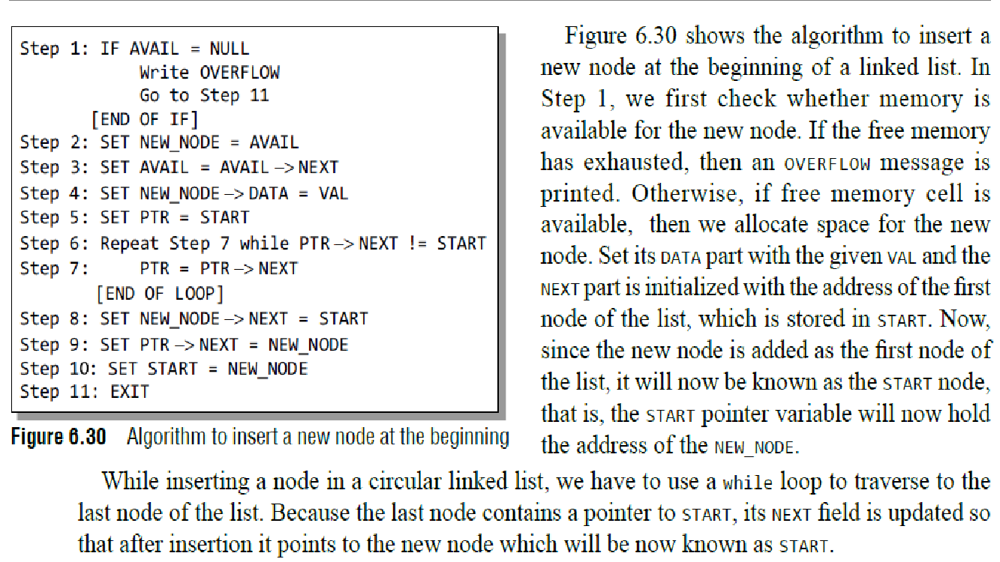 Step 1: IF AVAIL = NULL
Write OVERFLOW
Go to Step 11
[END OF IF]
Step 2: SET NEW_NODE = AVAIL
Step 3: SET AVAIL = AVAIL -> NEXT
Step 4: SET NEW_NODE -> DATA = VAL
Step 5: SET PTR = START
Step 6: Repeat Step 7 while PTR -> NEXT != START
Step 7: PTR = PTR -> NEXT
[END OF LOOP]
Step 8: SET NEW_NODE -> NEXT = START
Step 9: SET PTR -> NEXT = NEW_NODE
Step 10: SET START = NEW_NODE
Step 11: EXIT
Figure 6.30 Algorithm to insert a new node at the beginning
Figure 6.30 shows the algorithm to insert a
new node at the beginning of a linked list. In
Step 1, we first check whether memory is
available for the new node. If the free memory
has exhausted, then an OVERFLOW message is
printed. Otherwise, if free memory cell is
available, then we allocate space for the new
node. Set its DATA part with the given VAL and the
NEXT part is initialized with the address of the first
node of the list, which is stored in START. Now,
since the new node is added as the first node of
the list, it will now be known as the START node,
that is, the START pointer variable will now hold
the address of the NEW_NODE.
While inserting a node in a circular linked list, we have to use a while loop to traverse to the
last node of the list. Because the last node contains a pointer to START, its NEXT field is updated so
that after insertion it points to the new node which will be now known as START.